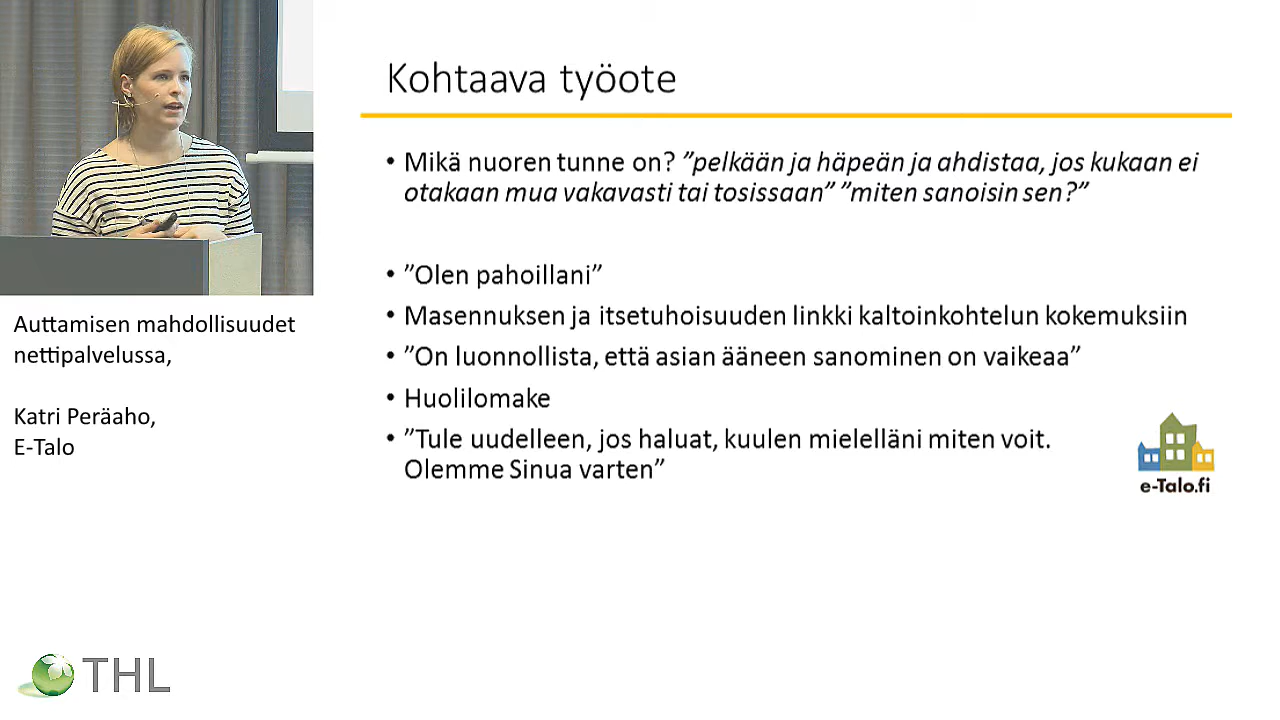 Kohtaava työote
• Mikä nuoren tunne on? ”pelkään ja häpeän ja ahdistaa, jos kukaan ei
otakaan mua vakavasti tai tosissaan” ”miten sanoisin sen?”
• ”Olen pahoillani”
• Masennuksen ja itsetuhoisuuden linkki kaltoinkohtelun kokemuksiin
• ”On luonnollista, että asian ääneen sanominen on vaikeaa”
• Huolilomake
• ”Tule uudelleen, jos haluat, kuulen mielelläni miten voit.
Olemme Sinua varten”
e-Talo.fi
Auttamisen mahdollisuudet
nettipalvelussa,
Katri Peräaho,
E-Talo
THL